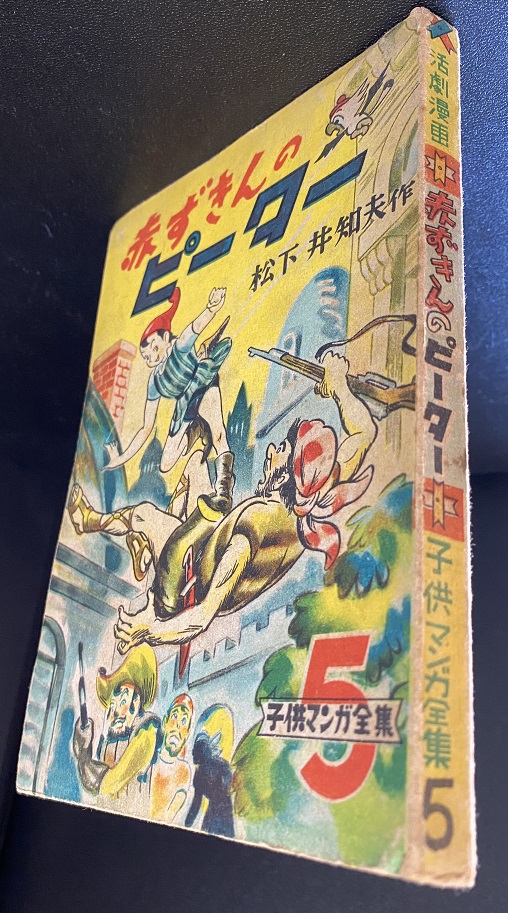 赤ずきんの
ピーター
松下井知夫作
5
子供マンガ全集
活劇漫画
赤ずきんのピーター
子供マンガ全集
5